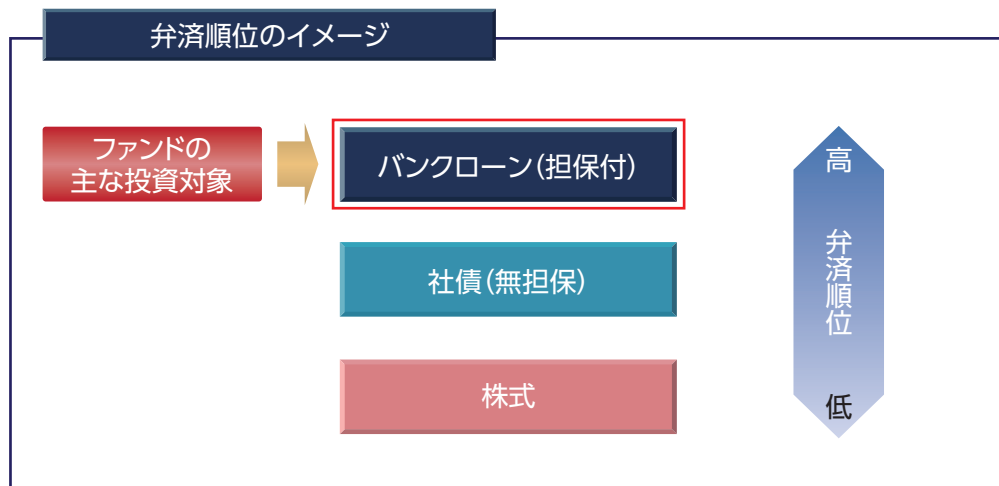 弁済順位のイメージ
ファンドの
主な投資対象
バンクローン(担保付)
社債(無担保)
株式
高
弁済順位
低